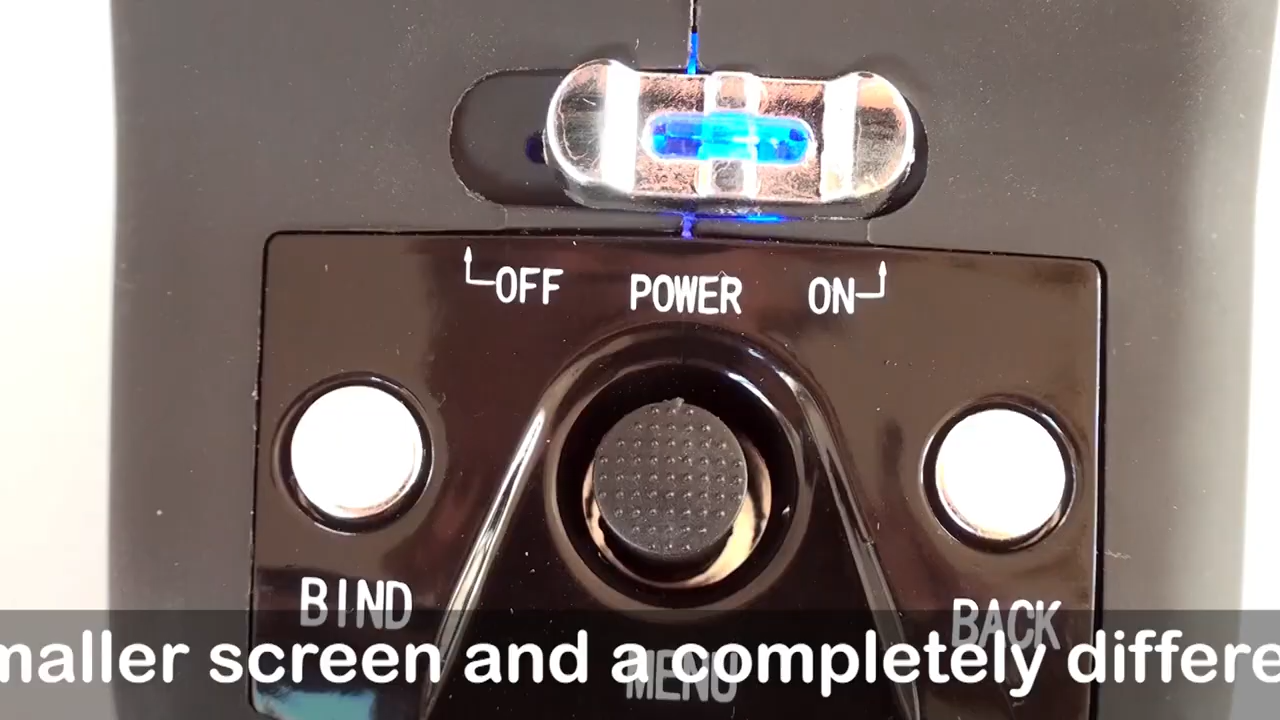 OFF POWER ON
BIND
BACK
MENU
maller screen and a completely differe